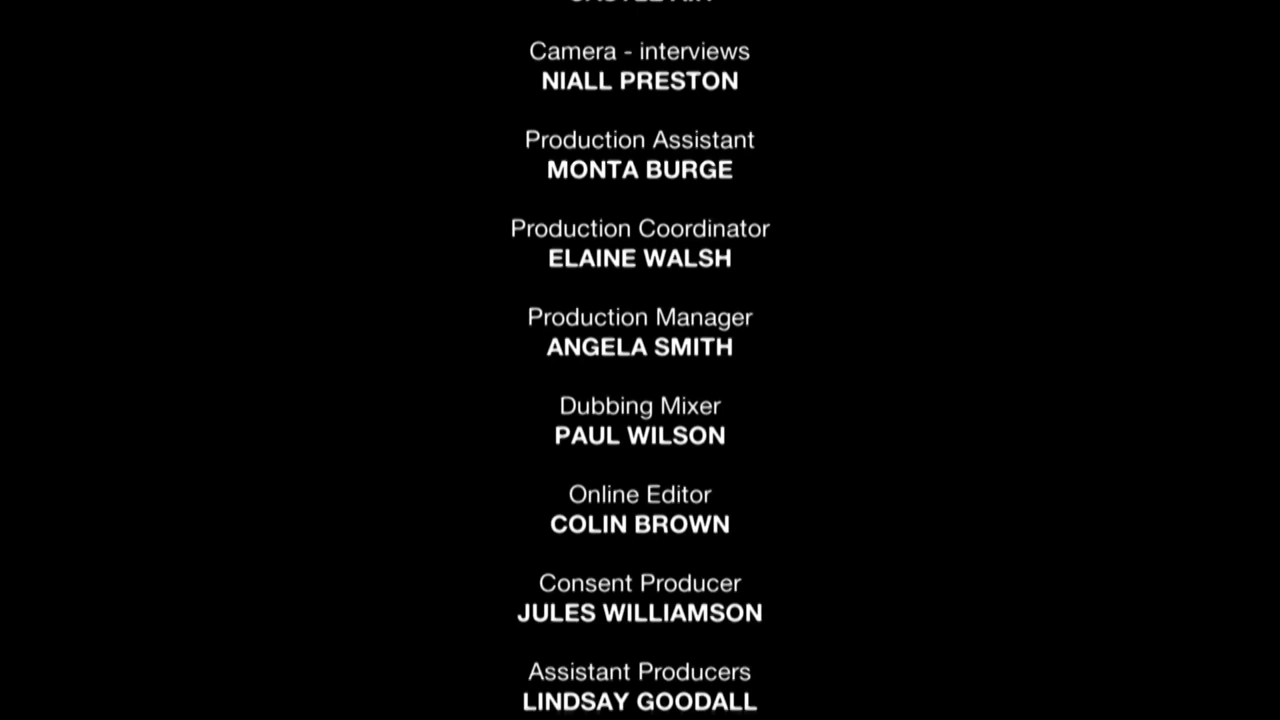 Camera - interviews
NIALL PRESTON
Production Assistant
MONTA BURGE
Production Coordinator
ELAINE WALSH
Production Manager
ANGELA SMITH
Dubbing Mixer
PAUL WILSON
Online Editor
COLIN BROWN
Consent Producer
JULES WILLIAMSON
Assistant Producers
LINDSAY GOODALL